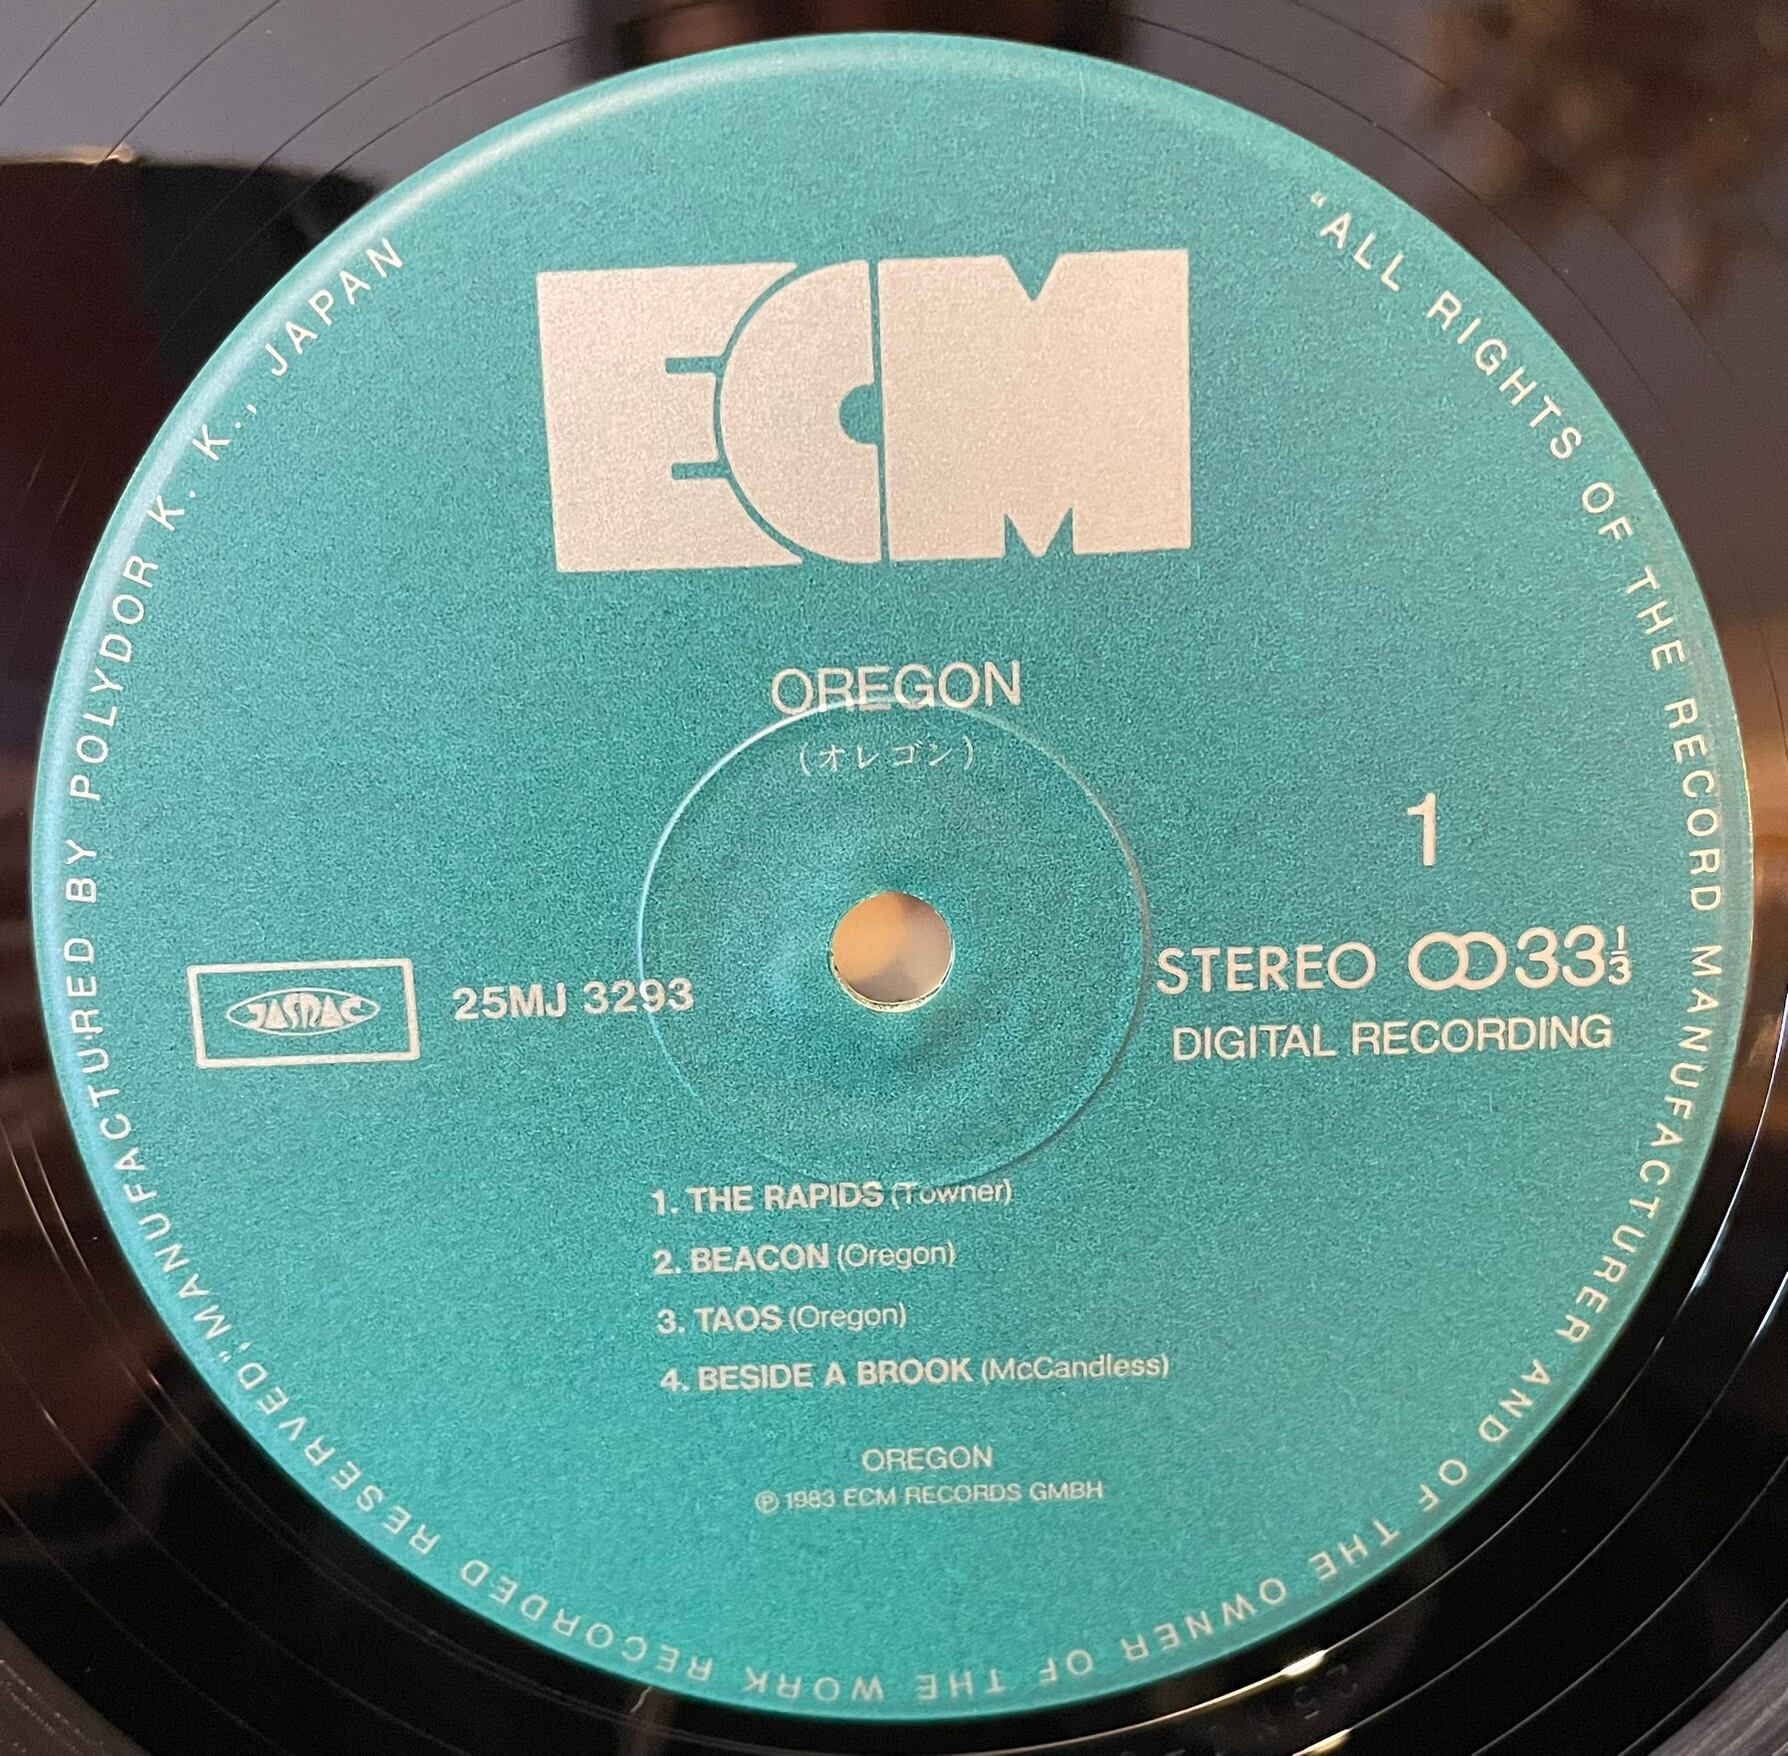 ECM
OREGON
(オレゴン)
1
STEREO 33 1/3
DIGITAL RECORDING
JASRAC
25MJ 3293
1. THE RAPIDS (Towner)
2. BEACON (Oregon)
3. TAOS (Oregon)
4. BESIDE A BROOK (McCandless)
OREGON
℗ 1983 ECM RECORDS GMBH
"ALL RIGHTS OF THE RECORD MANUFACTURER AND OF THE OWNER OF THE WORK RECORDED RESERVED," MANUFACTURED BY POLYDOR K. K., JAPAN